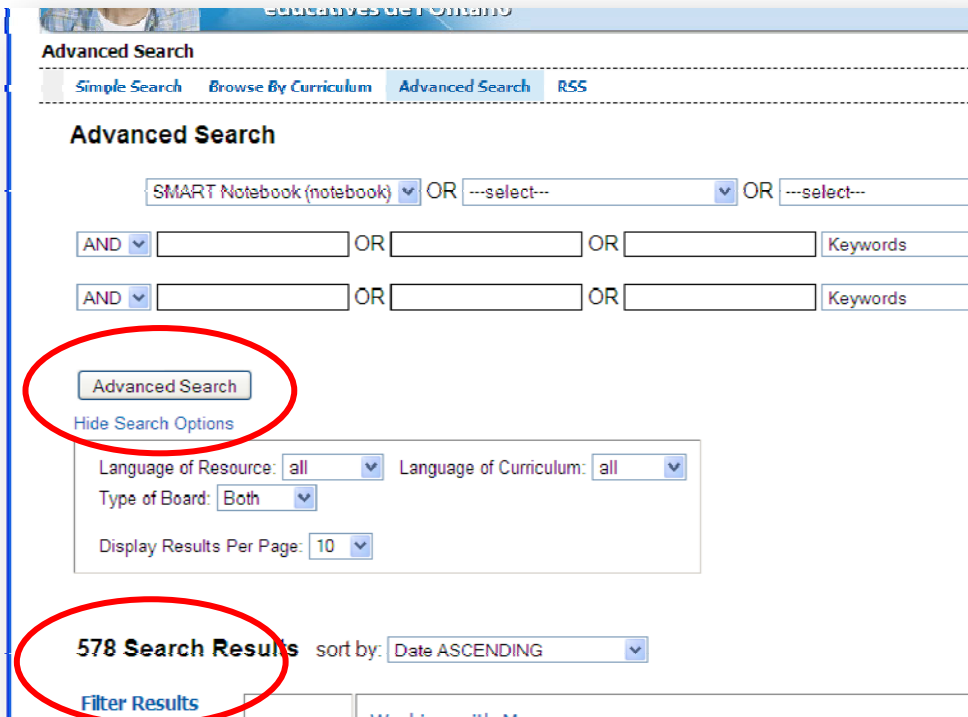 educatives de l'Ontario
Advanced Search
Simple Search Browse By Curriculum Advanced Search RSS
Advanced Search
SMART Notebook (notebook) OR ---select--- OR ---select---
AND OR OR Keywords
AND OR OR Keywords
Advanced Search
Hide Search Options
Language of Resource: all Language of Curriculum: all
Type of Board: Both
Display Results Per Page: 10
578 Search Results sort by: Date ASCENDING
Filter Results